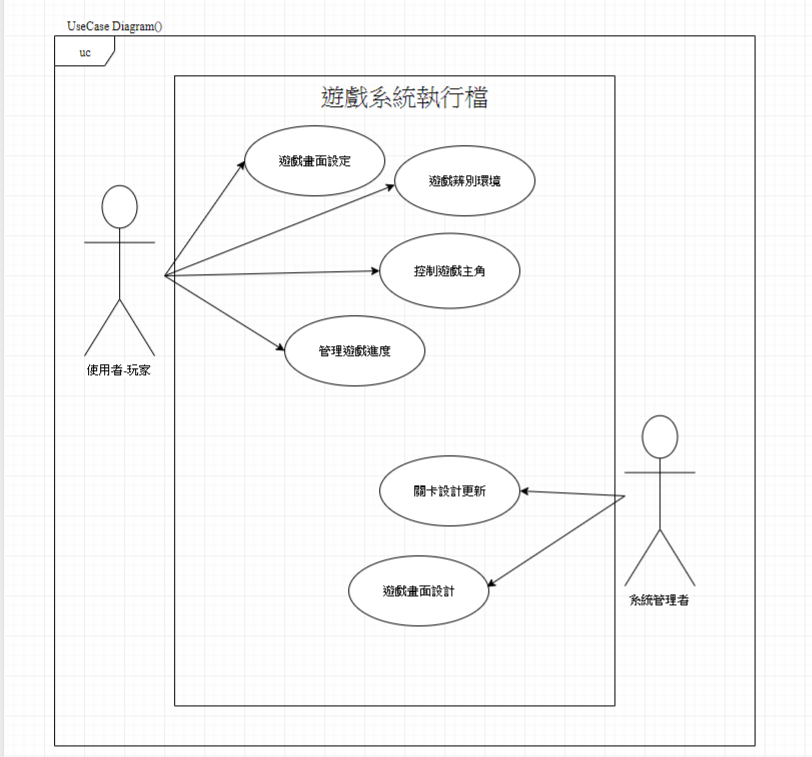 UseCase Diagram()
uc
遊戲系統執行檔
遊戲畫面設定
遊戲辨別環境
控制遊戲主角
管理遊戲進度
使用者-玩家
關卡設計更新
遊戲畫面設計
系統管理者